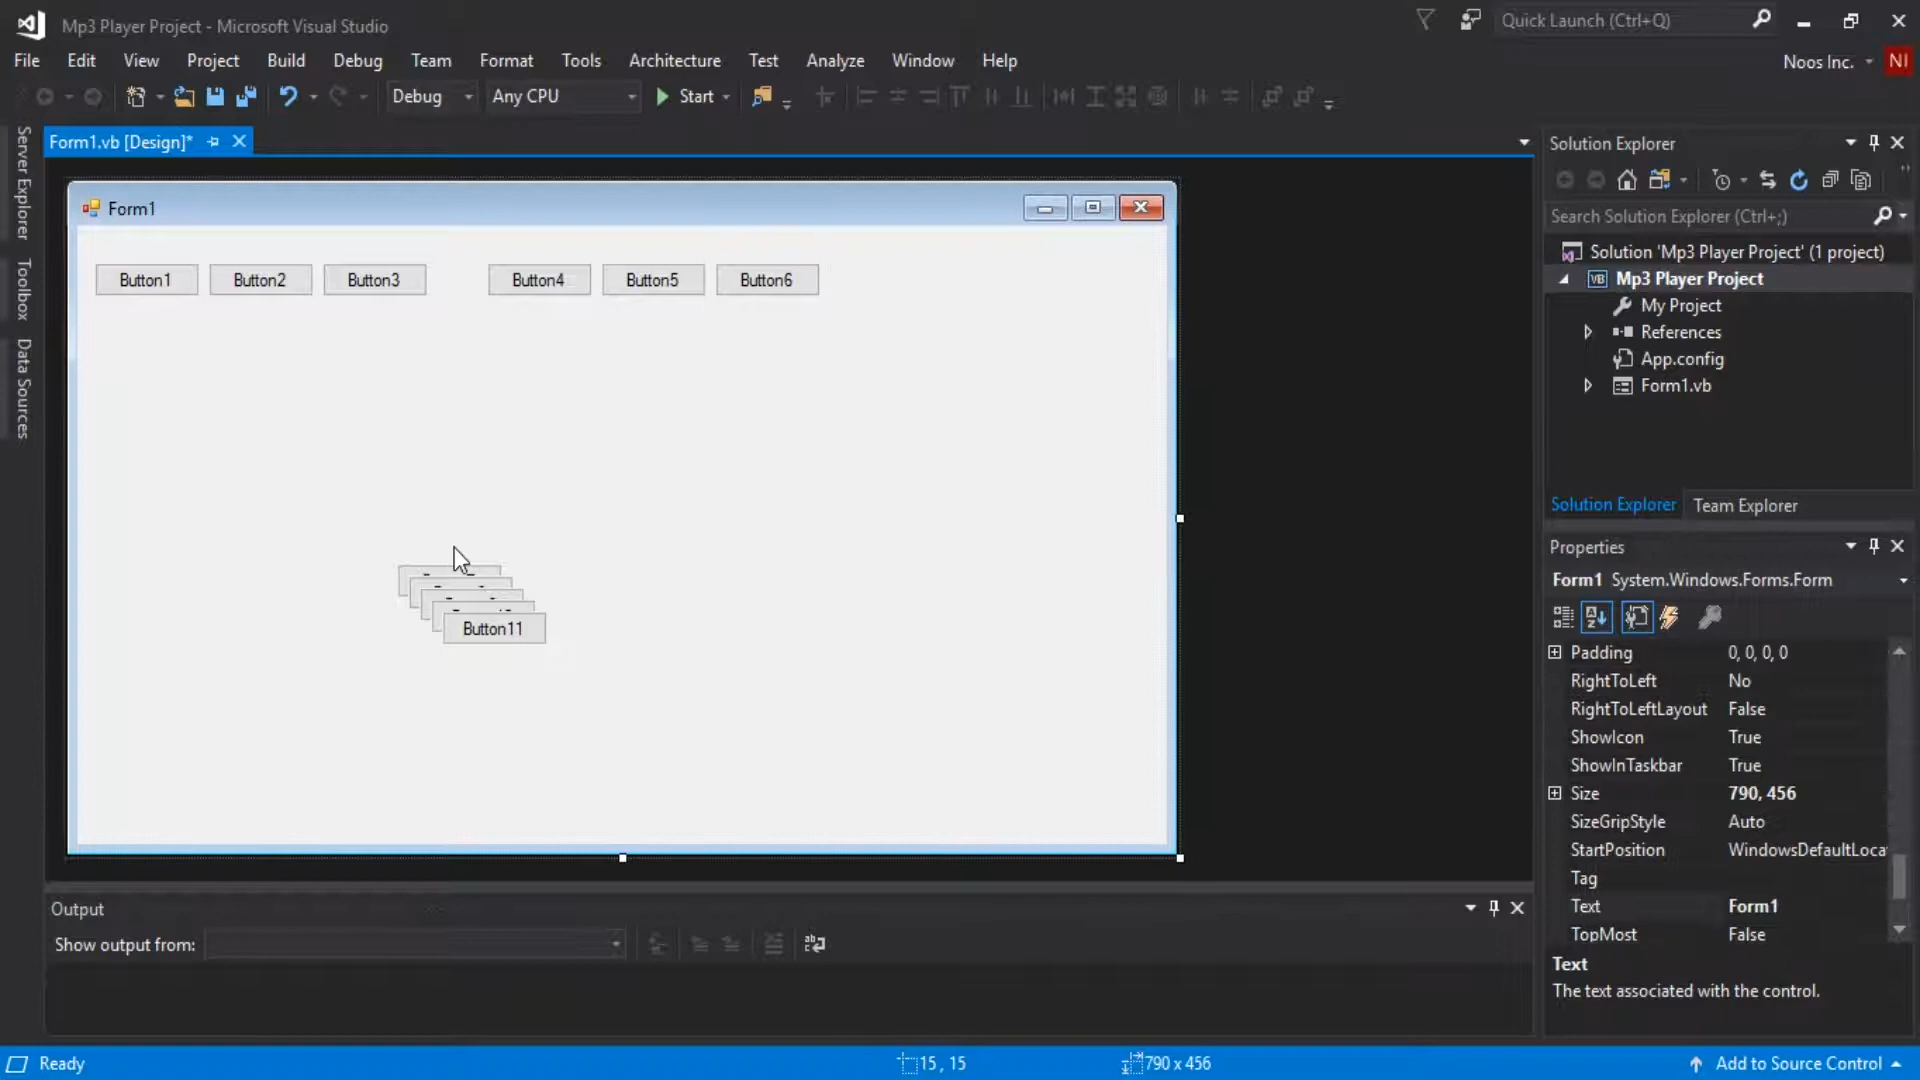 Mp3 Player Project - Microsoft Visual Studio
Quick Launch (Ctrl+Q)
File Edit View Project Build Debug Team Format Tools Architecture Test Analyze Window Help
Noos Inc.
NI
Debug
Any CPU
Start
Server Explorer
Toolbox
Data Sources
Form1.vb [Design]*
Form1
Button1
Button2
Button3
Button4
Button5
Button6
Button11
Output
Show output from:
Solution Explorer
Search Solution Explorer (Ctrl+;)
Solution 'Mp3 Player Project' (1 project)
VB Mp3 Player Project
My Project
References
App.config
Form1.vb
Solution Explorer
Team Explorer
Properties
Form1 System.Windows.Forms.Form
Padding 0, 0, 0, 0
RightToLeft No
RightToLeftLayout False
ShowIcon True
ShowInTaskbar True
Size 790, 456
SizeGripStyle Auto
StartPosition WindowsDefaultLoca
Tag
Text Form1
TopMost False
Text
The text associated with the control.
Ready
15 , 15
790 x 456
Add to Source Control